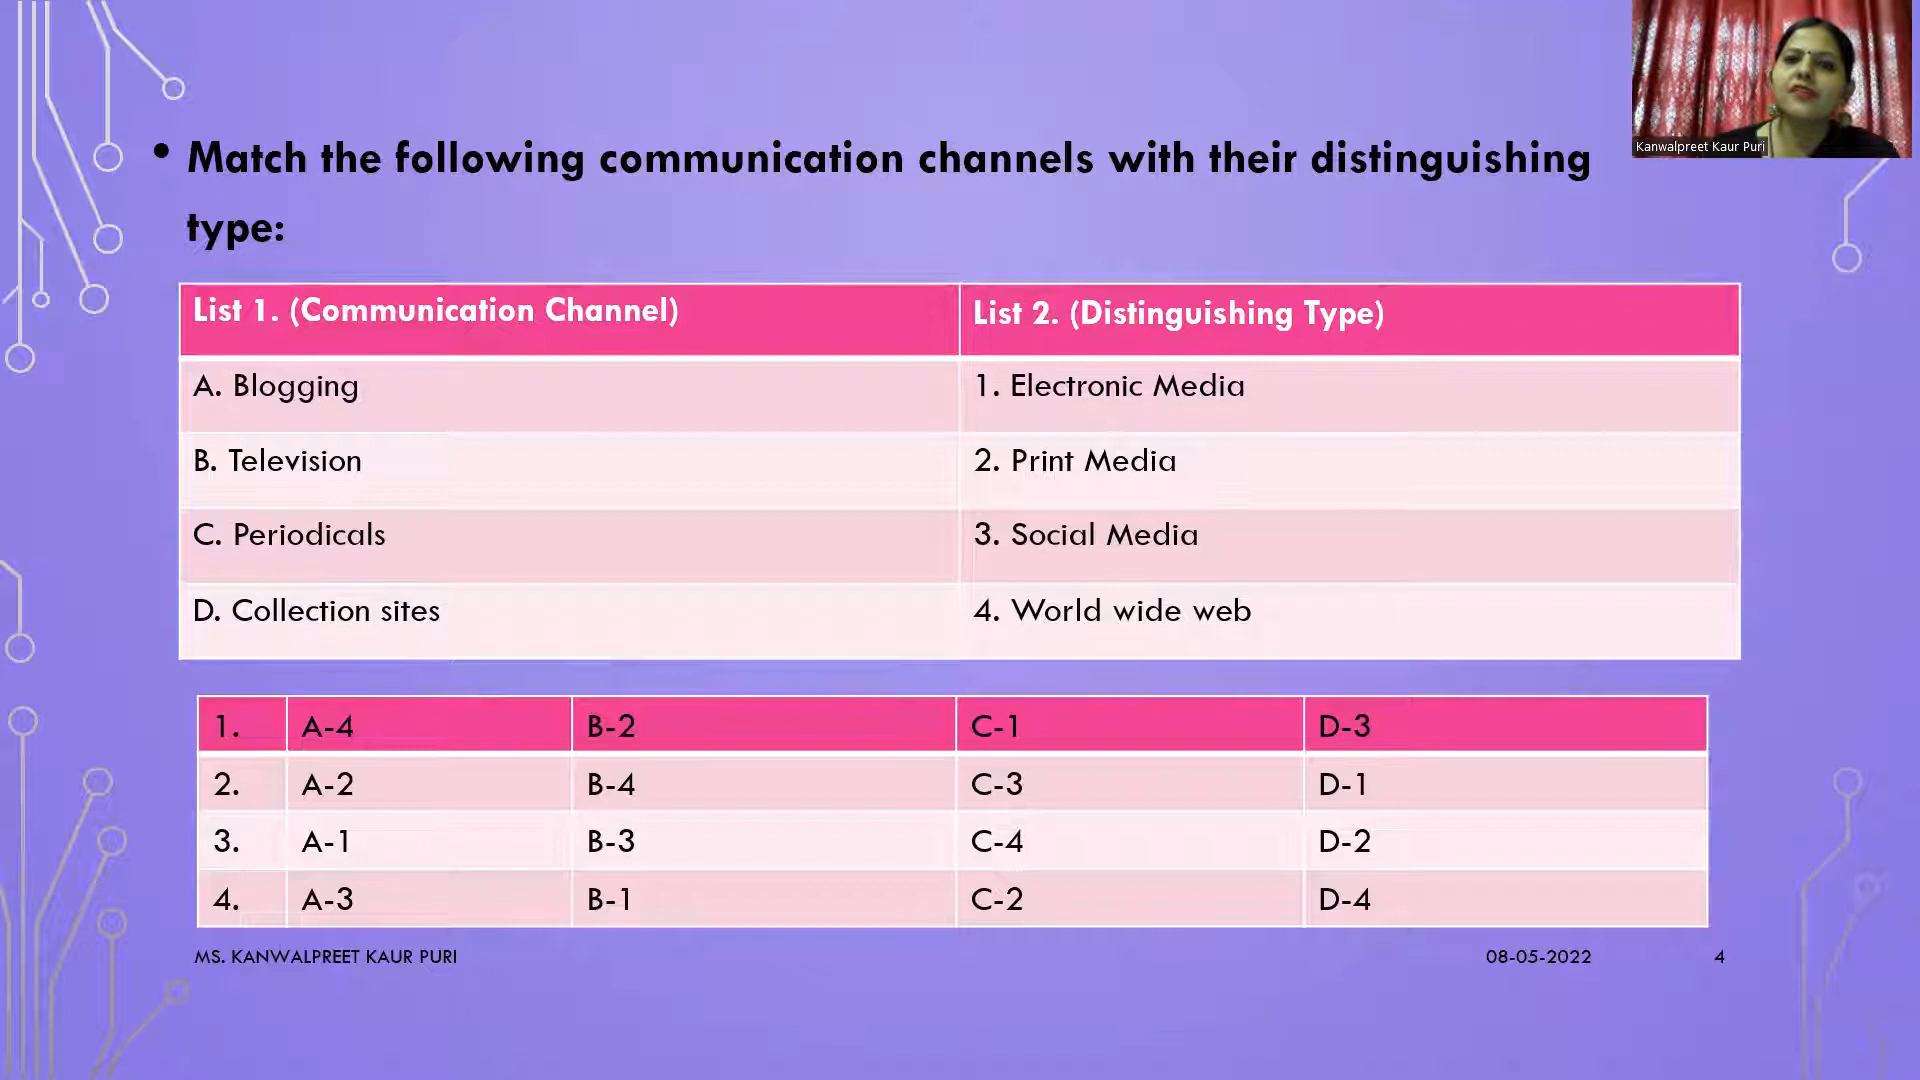 Kanwalpreet Kaur Puri
• Match the following communication channels with their distinguishing
type:
List 1. (Communication Channel) List 2. (Distinguishing Type)
A. Blogging 1. Electronic Media
B. Television 2. Print Media
C. Periodicals 3. Social Media
D. Collection sites 4. World wide web
1. A-4 B-2 C-1 D-3
2. A-2 B-4 C-3 D-1
3. A-1 B-3 C-4 D-2
4. A-3 B-1 C-2 D-4
MS. KANWALPREET KAUR PURI 08-05-2022 4